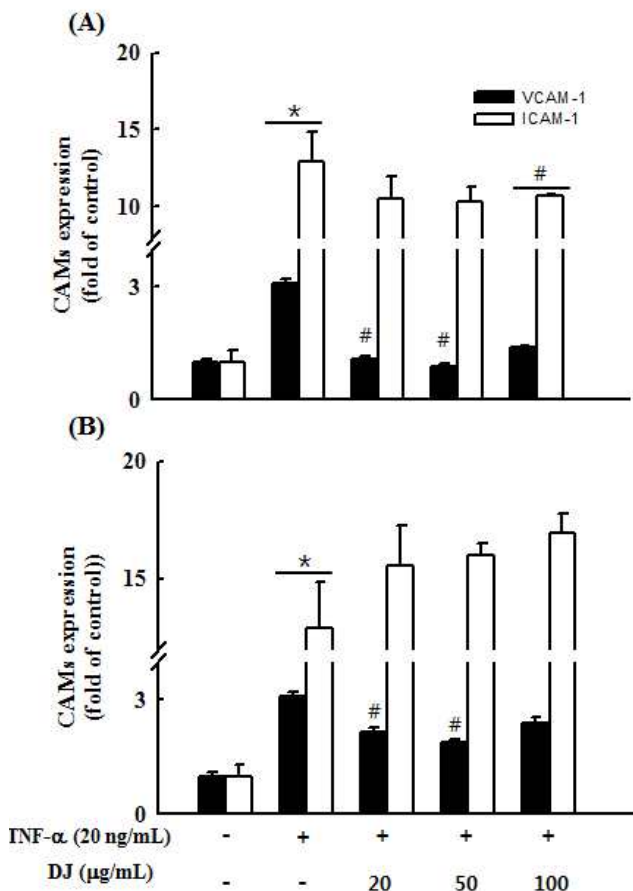 (A)
20
VCAM-1
ICAM-1
*
15
#
10
CAMs expression
(fold of control)
3
#
#
0
(B)
20
*
15
CAMs expression
(fold of control))
3
#
#
0
INF-α (20 ng/mL) - + + + +
DJ (μg/mL) - - 20 50 100